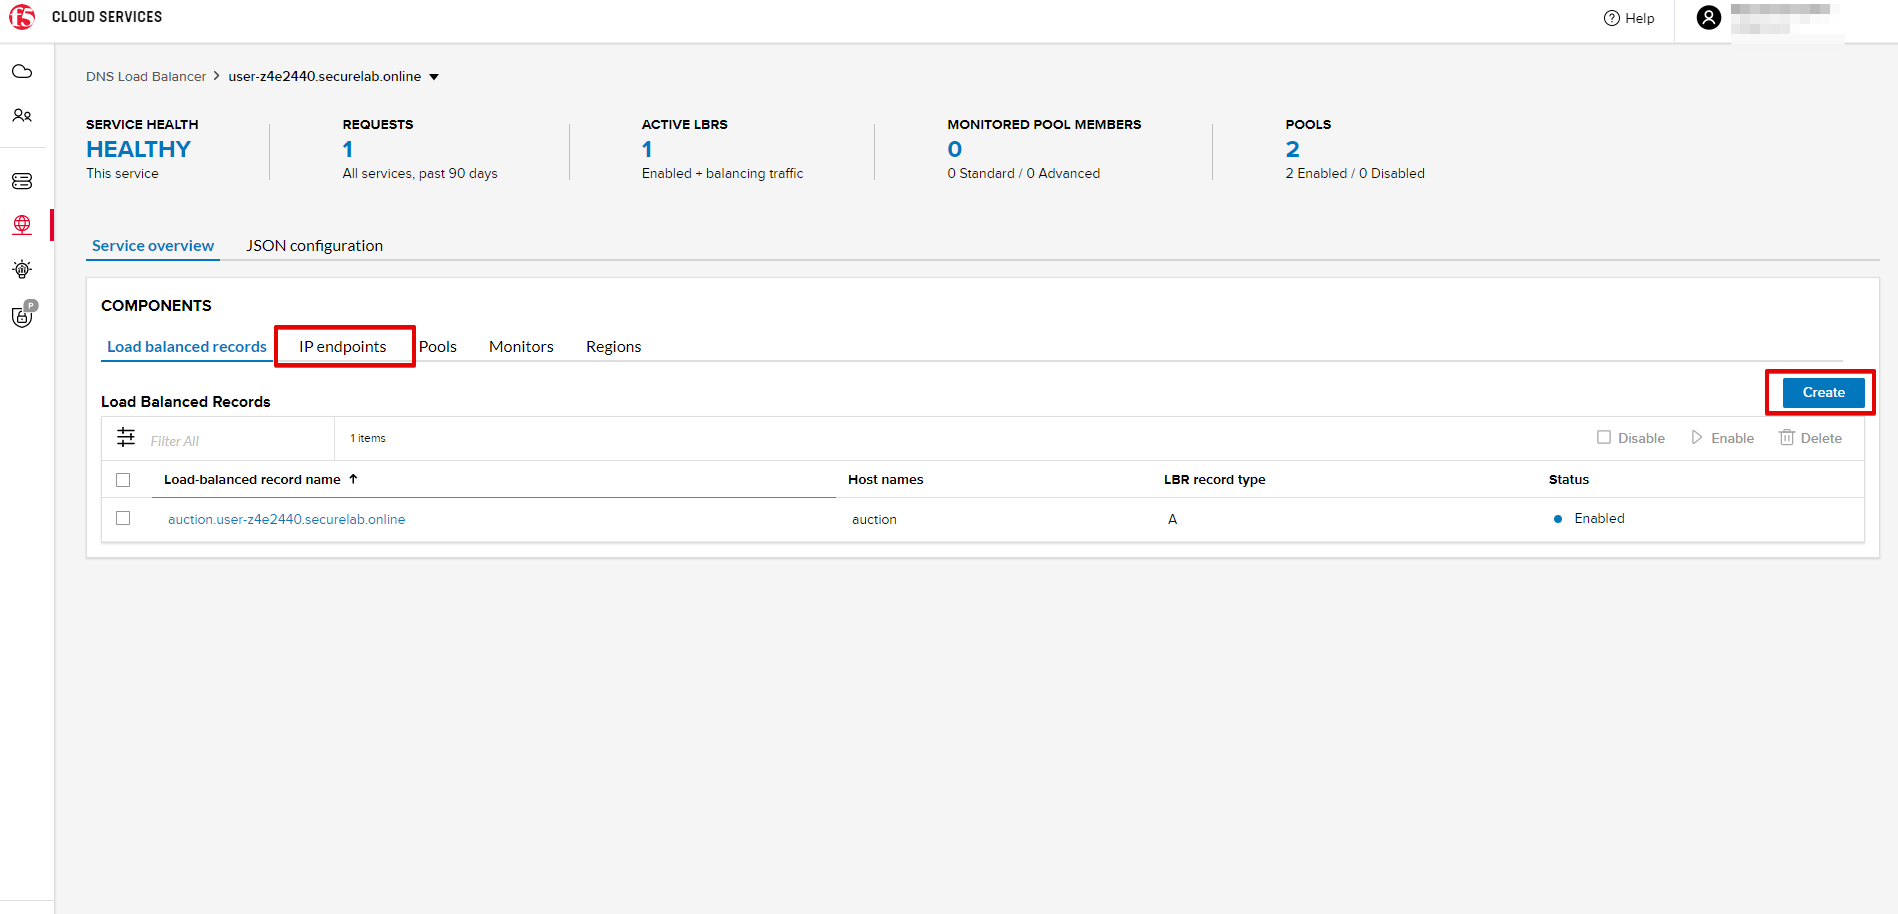 f5 CLOUD SERVICES
? Help
DNS Load Balancer > user-z4e2440.securelab.online
SERVICE HEALTH
HEALTHY
This service
REQUESTS
1
All services, past 90 days
ACTIVE LBRS
1
Enabled + balancing traffic
MONITORED POOL MEMBERS
0
0 Standard / 0 Advanced
POOLS
2
2 Enabled / 0 Disabled
P
Service overview JSON configuration
COMPONENTS
Load balanced records IP endpoints Pools Monitors Regions
Create
Load Balanced Records
Filter All 1 items Disable Enable Delete
Load-balanced record name ↑ Host names LBR record type Status
auction.user-z4e2440.securelab.online auction A Enabled